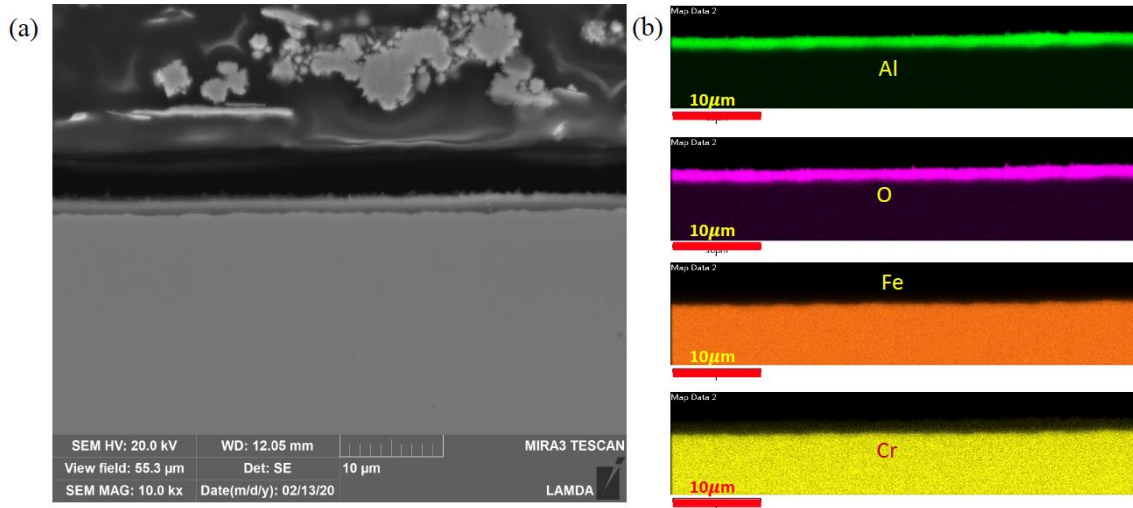 (a)
SEM HV: 20.0 kV
WD: 12.05 mm
MIRA3 TESCAN
View field: 55.3 µm
Det: SE
10 µm
SEM MAG: 10.0 kx
Date(m/d/y): 02/13/20
LAMDA
(b)
Map Data 2
Al
10µm
Map Data 2
O
10µm
Map Data 2
Fe
10µm
Map Data 2
Cr
10µm